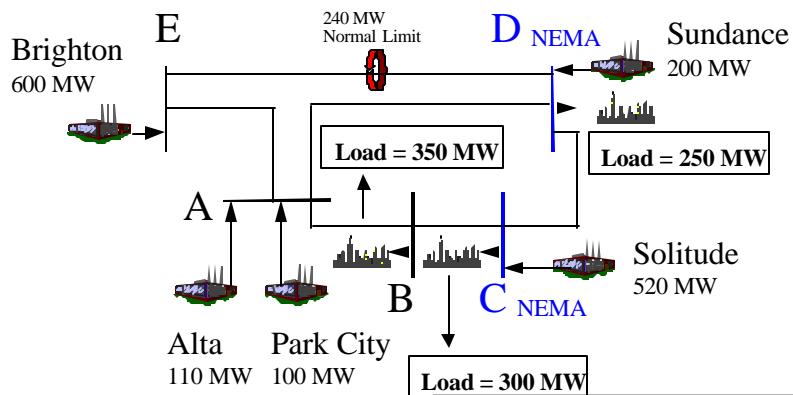 240 MW
Normal Limit
E
D NEMA
Brighton
600 MW
Sundance
200 MW
Load = 350 MW
Load = 250 MW
A
B
C NEMA
Solitude
520 MW
Alta
110 MW
Park City
100 MW
Load = 300 MW